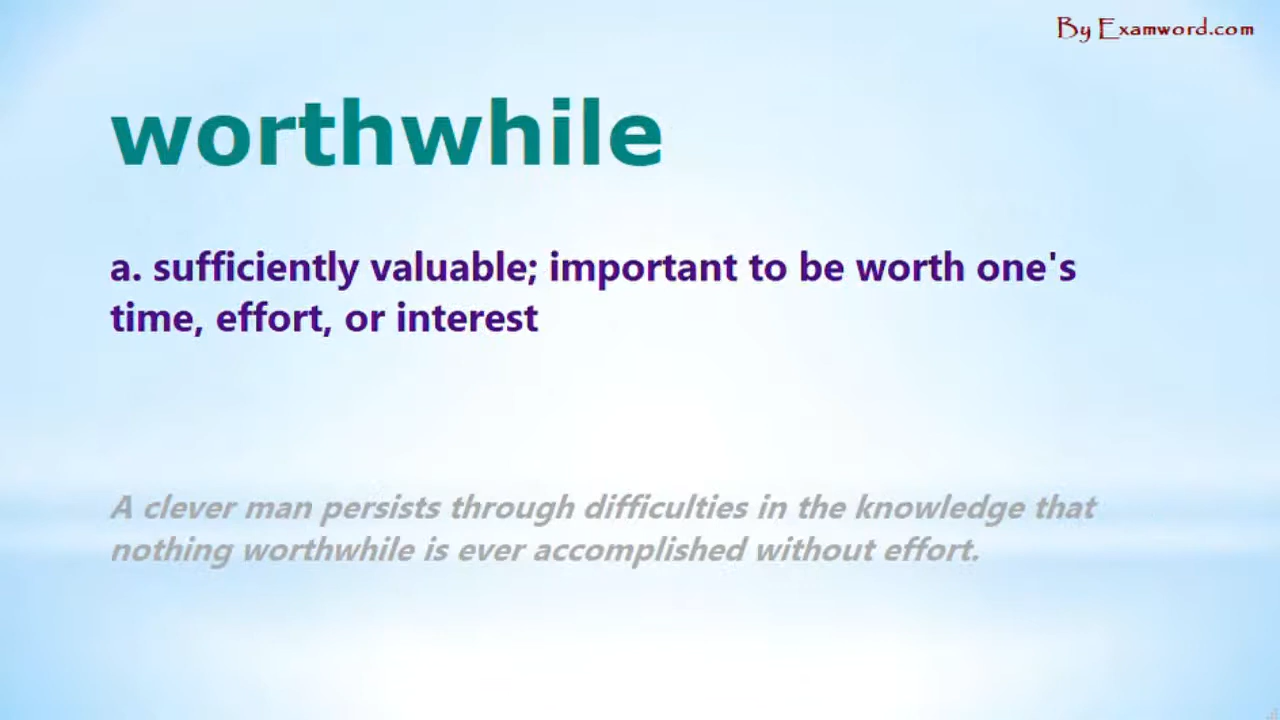 By Examword.com
worthwhile
a. sufficiently valuable; important to be worth one's
time, effort, or interest
A clever man persists through difficulties in the knowledge that
nothing worthwhile is ever accomplished without effort.